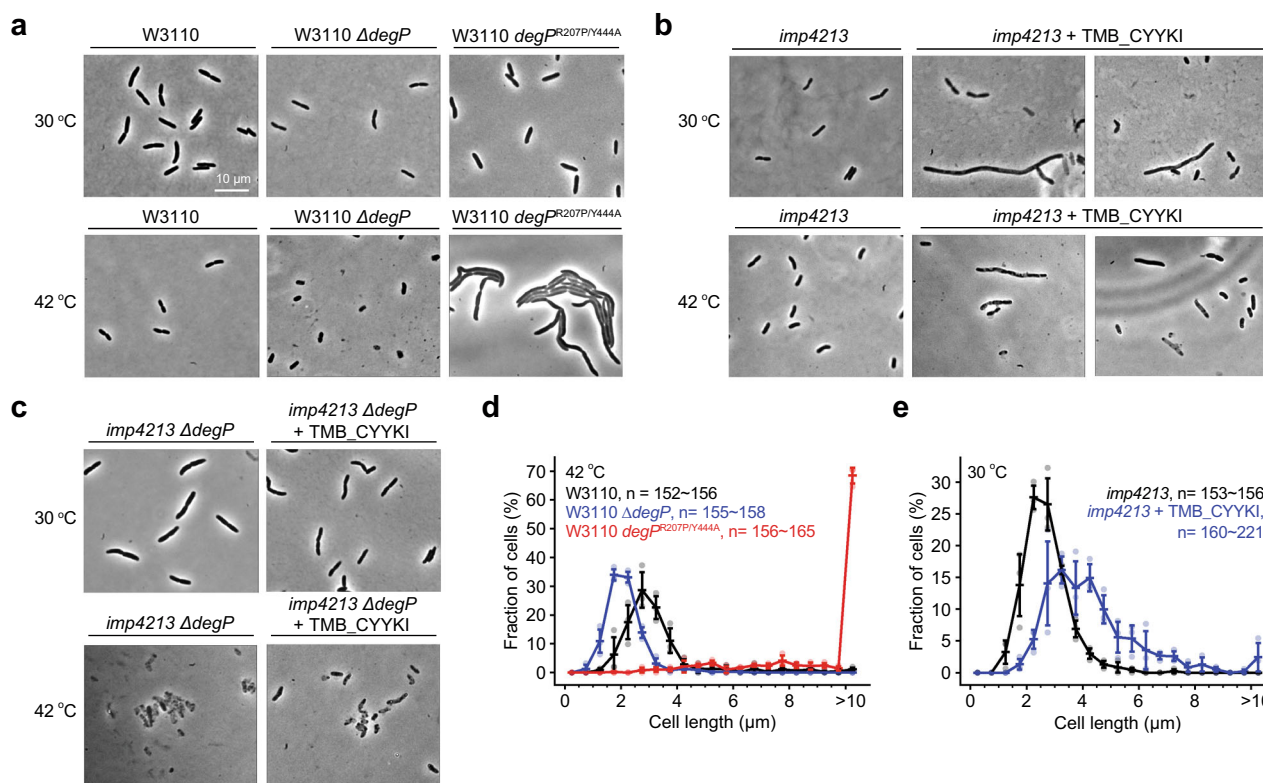 a
W3110
W3110 ΔdegP
W3110 degP^R207P/Y444A
30 °C
10 μm
W3110
W3110 ΔdegP
W3110 degP^R207P/Y444A
42 °C
b
imp4213
imp4213 + TMB_CYYKI
30 °C
imp4213
imp4213 + TMB_CYYKI
42 °C
c
imp4213 ΔdegP
imp4213 ΔdegP
+ TMB_CYYKI
30 °C
imp4213 ΔdegP
imp4213 ΔdegP
+ TMB_CYYKI
42 °C
d
Fraction of cells (%)
70
60
50
40
30
20
10
0
42 °C
W3110, n = 152~156
W3110 ΔdegP, n= 155~158
W3110 degP^R207P/Y444A, n= 156~165
0 2 4 6 8 >10
Cell length (μm)
e
Fraction of cells (%)
30
25
20
15
10
5
0
30 °C
imp4213, n= 153~156
imp4213 + TMB_CYYKI,
n= 160~221
0 2 4 6 8 >10
Cell length (μm)